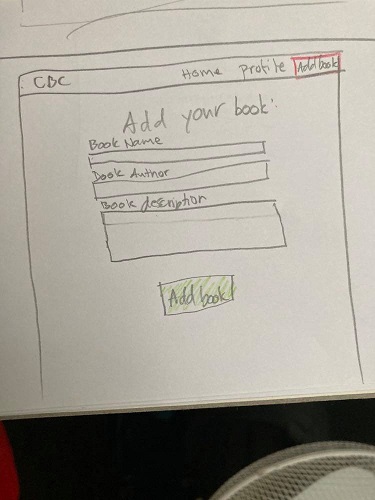 CBC Home Profile Add book
Add your book:
Book Name
Book Author
Book description
Add book